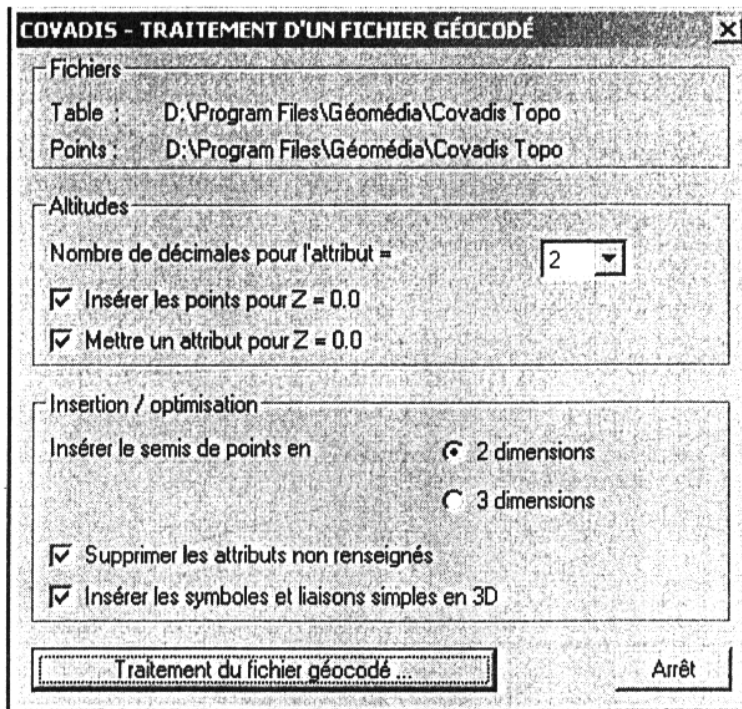 COVADIS - TRAITEMENT D'UN FICHIER GÉOCODÉ
Fichiers
Table : D:\Program Files\Géomédia\Covadis Topo
Points : D:\Program Files\Géomédia\Covadis Topo
Altitudes
Nombre de décimales pour l'attribut = 2
Insérer les points pour Z = 0.0
Mettre un attribut pour Z = 0.0
Insertion / optimisation
Insérer le semis de points en 2 dimensions
3 dimensions
Supprimer les attributs non renseignés
Insérer les symboles et liaisons simples en 3D
Traitement du fichier géocodé ... Arrêt